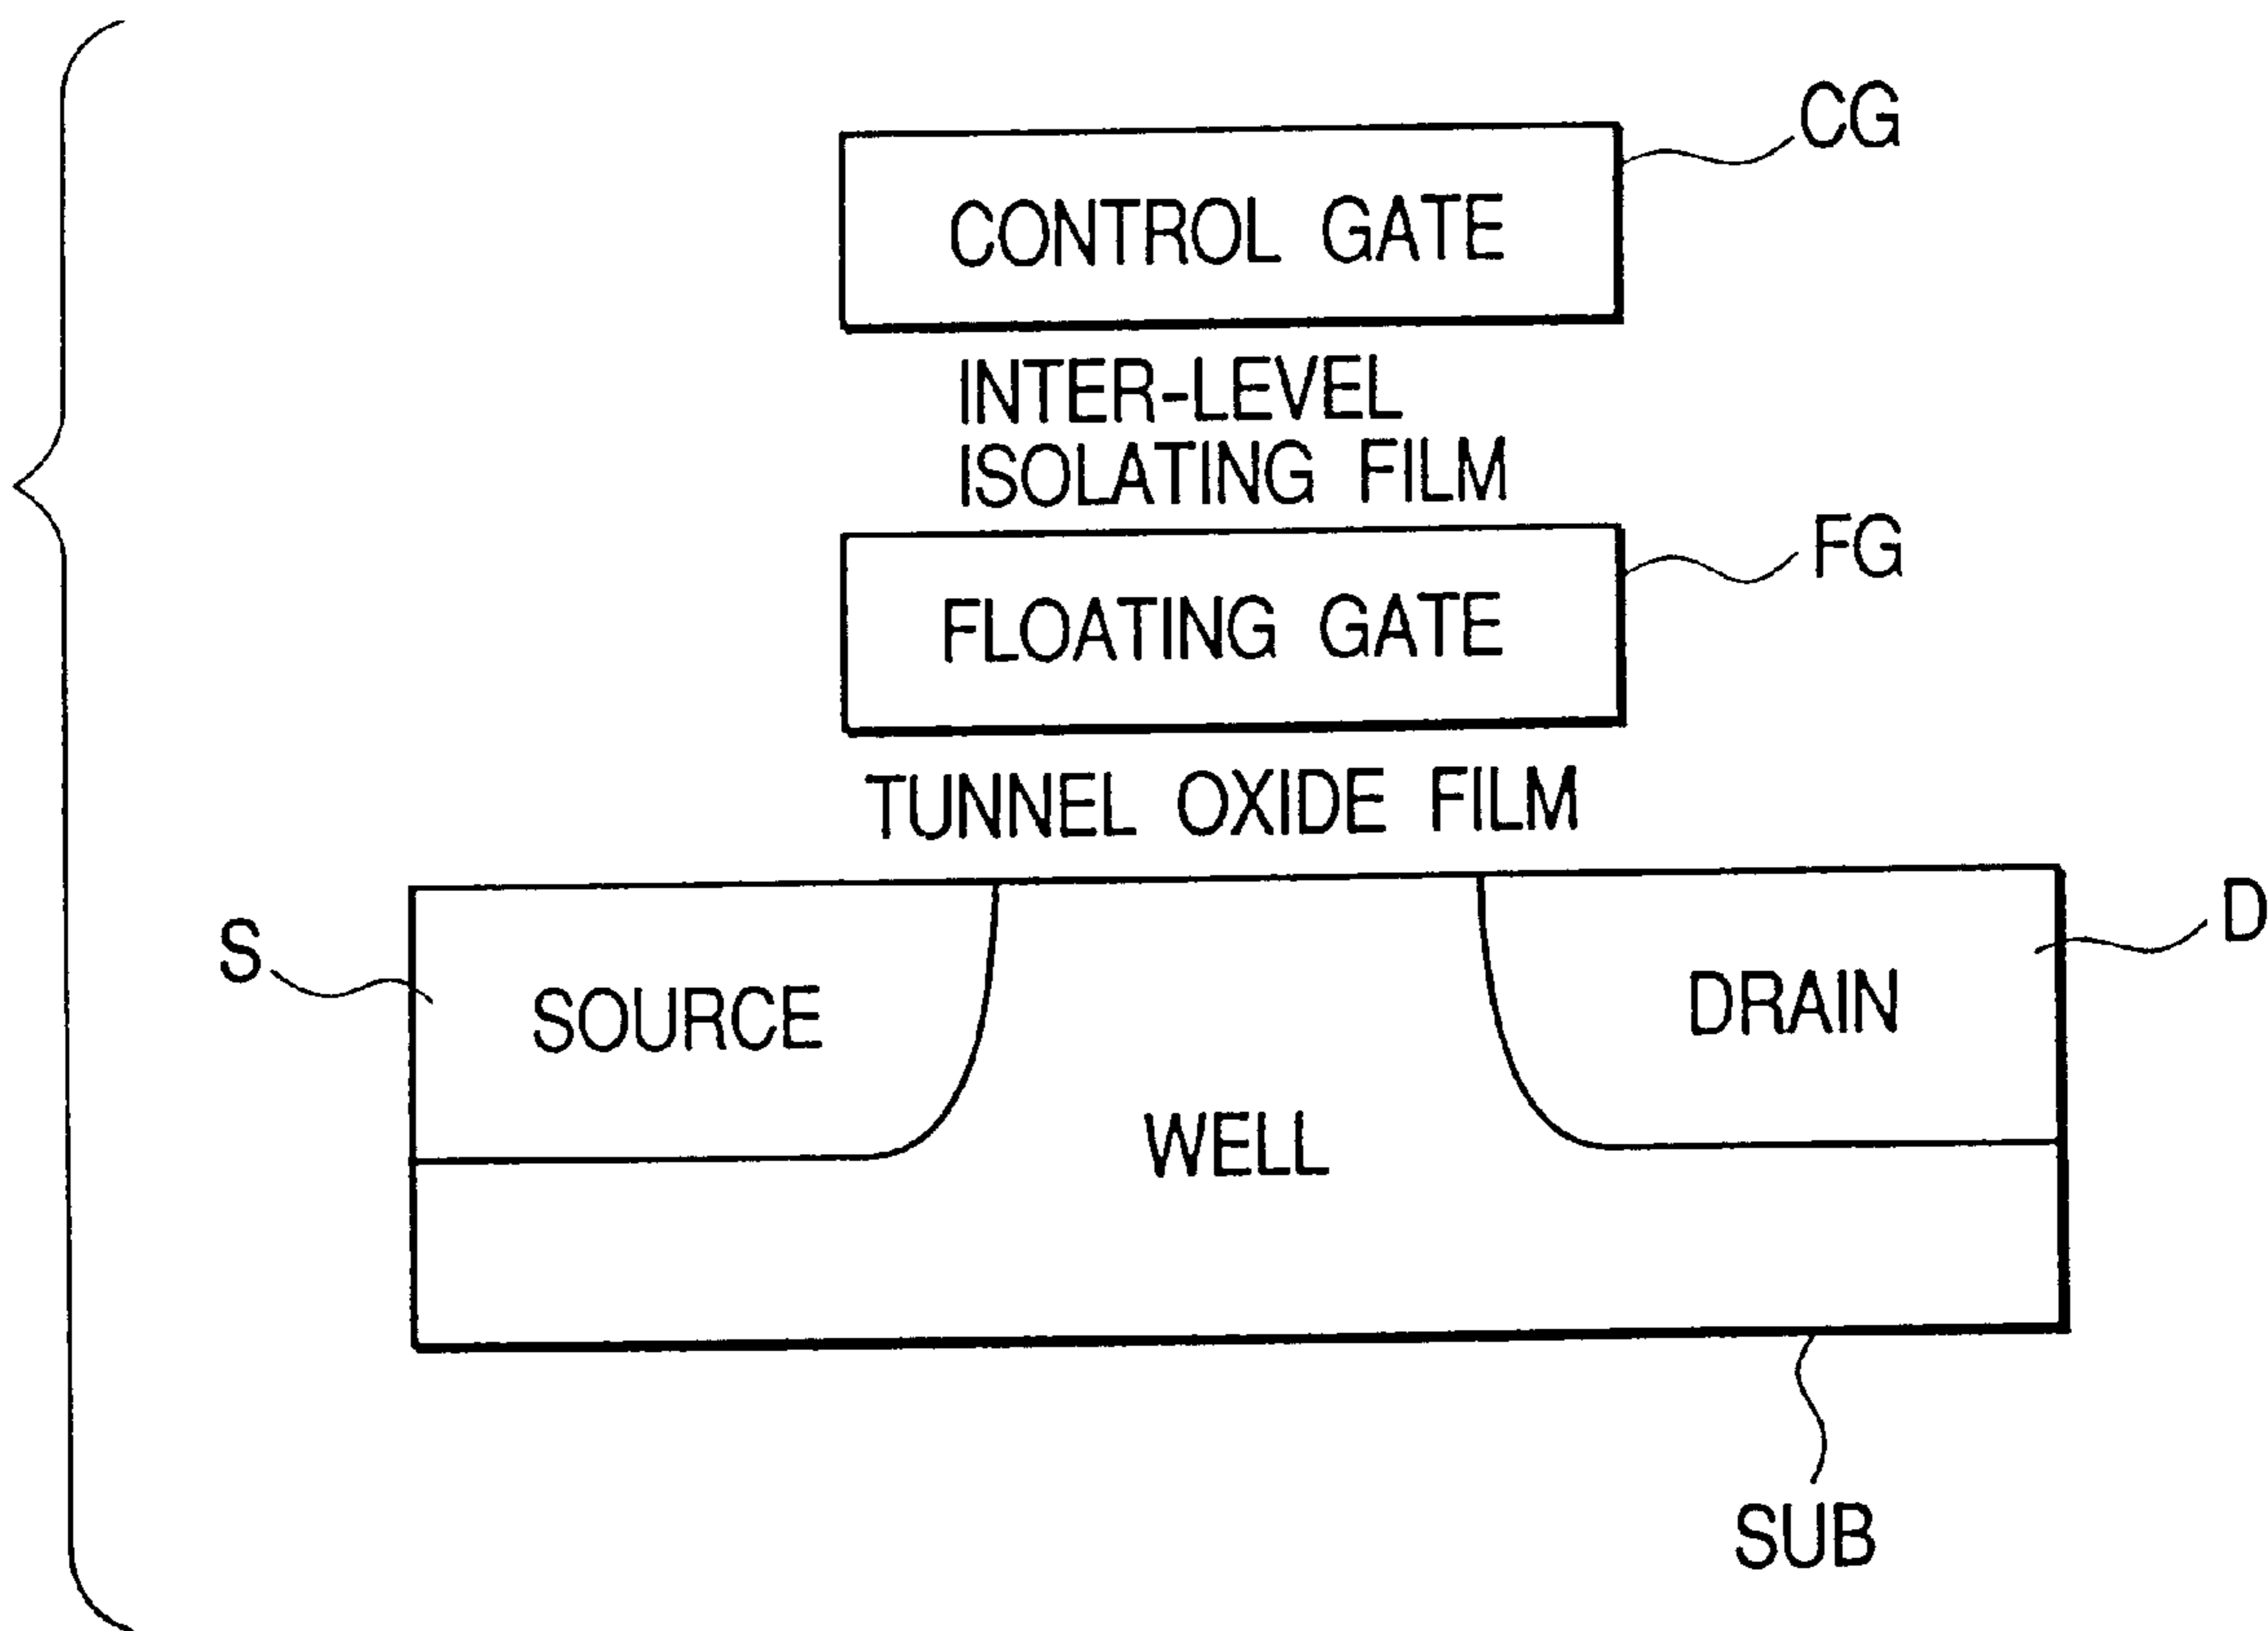 CG
CONTROL GATE
INTER-LEVEL
ISOLATING FILM
FG
FLOATING GATE
TUNNEL OXIDE FILM
S
D
SOURCE
DRAIN
WELL
SUB